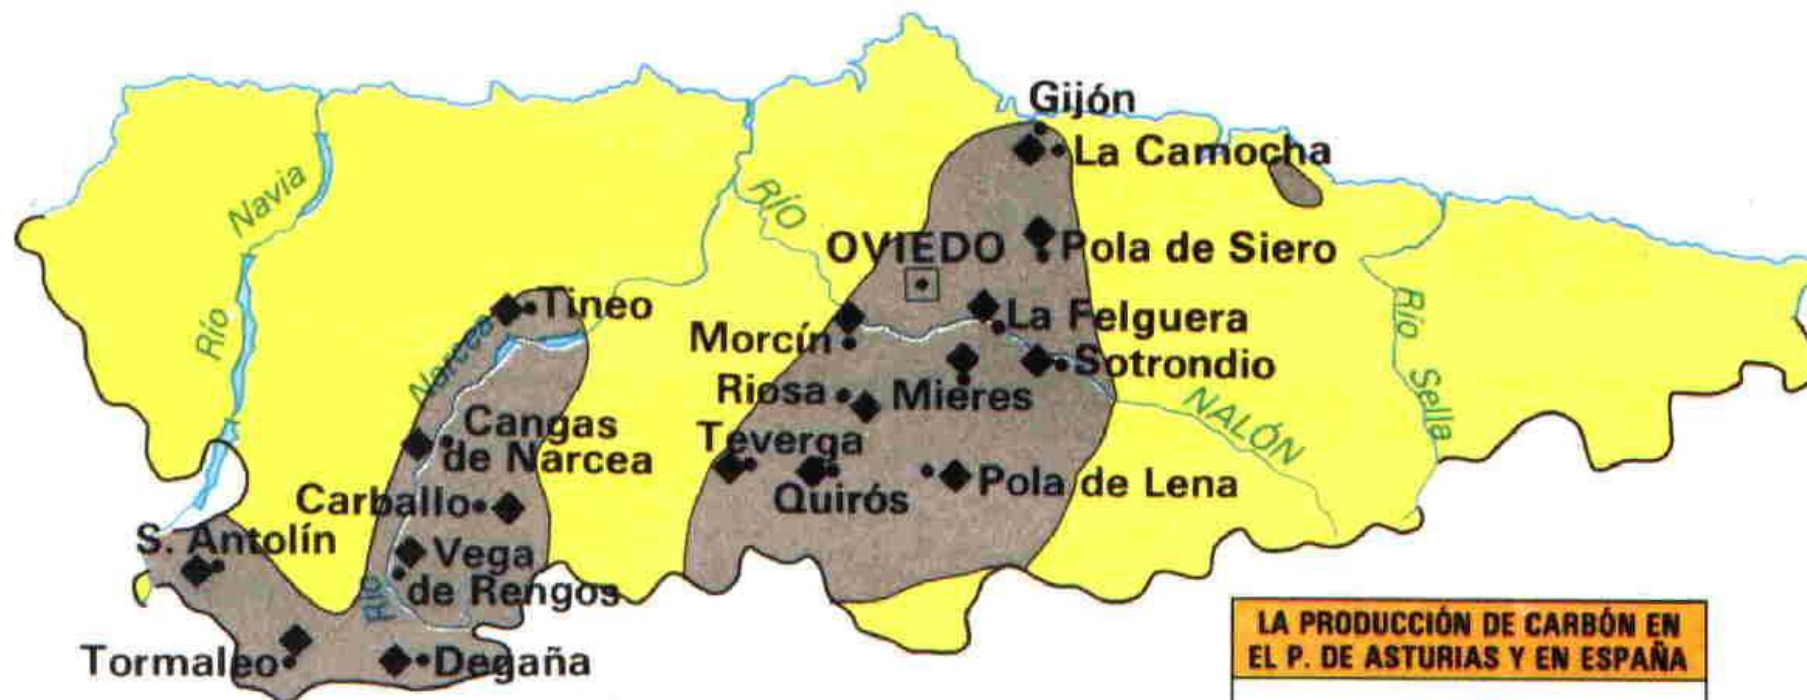 Gijón
La Camocha
RÍO
Navia
OVIEDO
Pola de Siero
Tineo
La Felguera
Río
Narcea
Morcín
Río Sella
Sotrondio
Riosa
Mieres
NALÓN
Cangas
de Narcea
Teverga
Carballo
Quirós
Pola de Lena
S. Antolín
Vega
de Rengos
Río
Tormaleo
Degaña
LA PRODUCCIÓN DE CARBÓN EN
EL P. DE ASTURIAS Y EN ESPAÑA